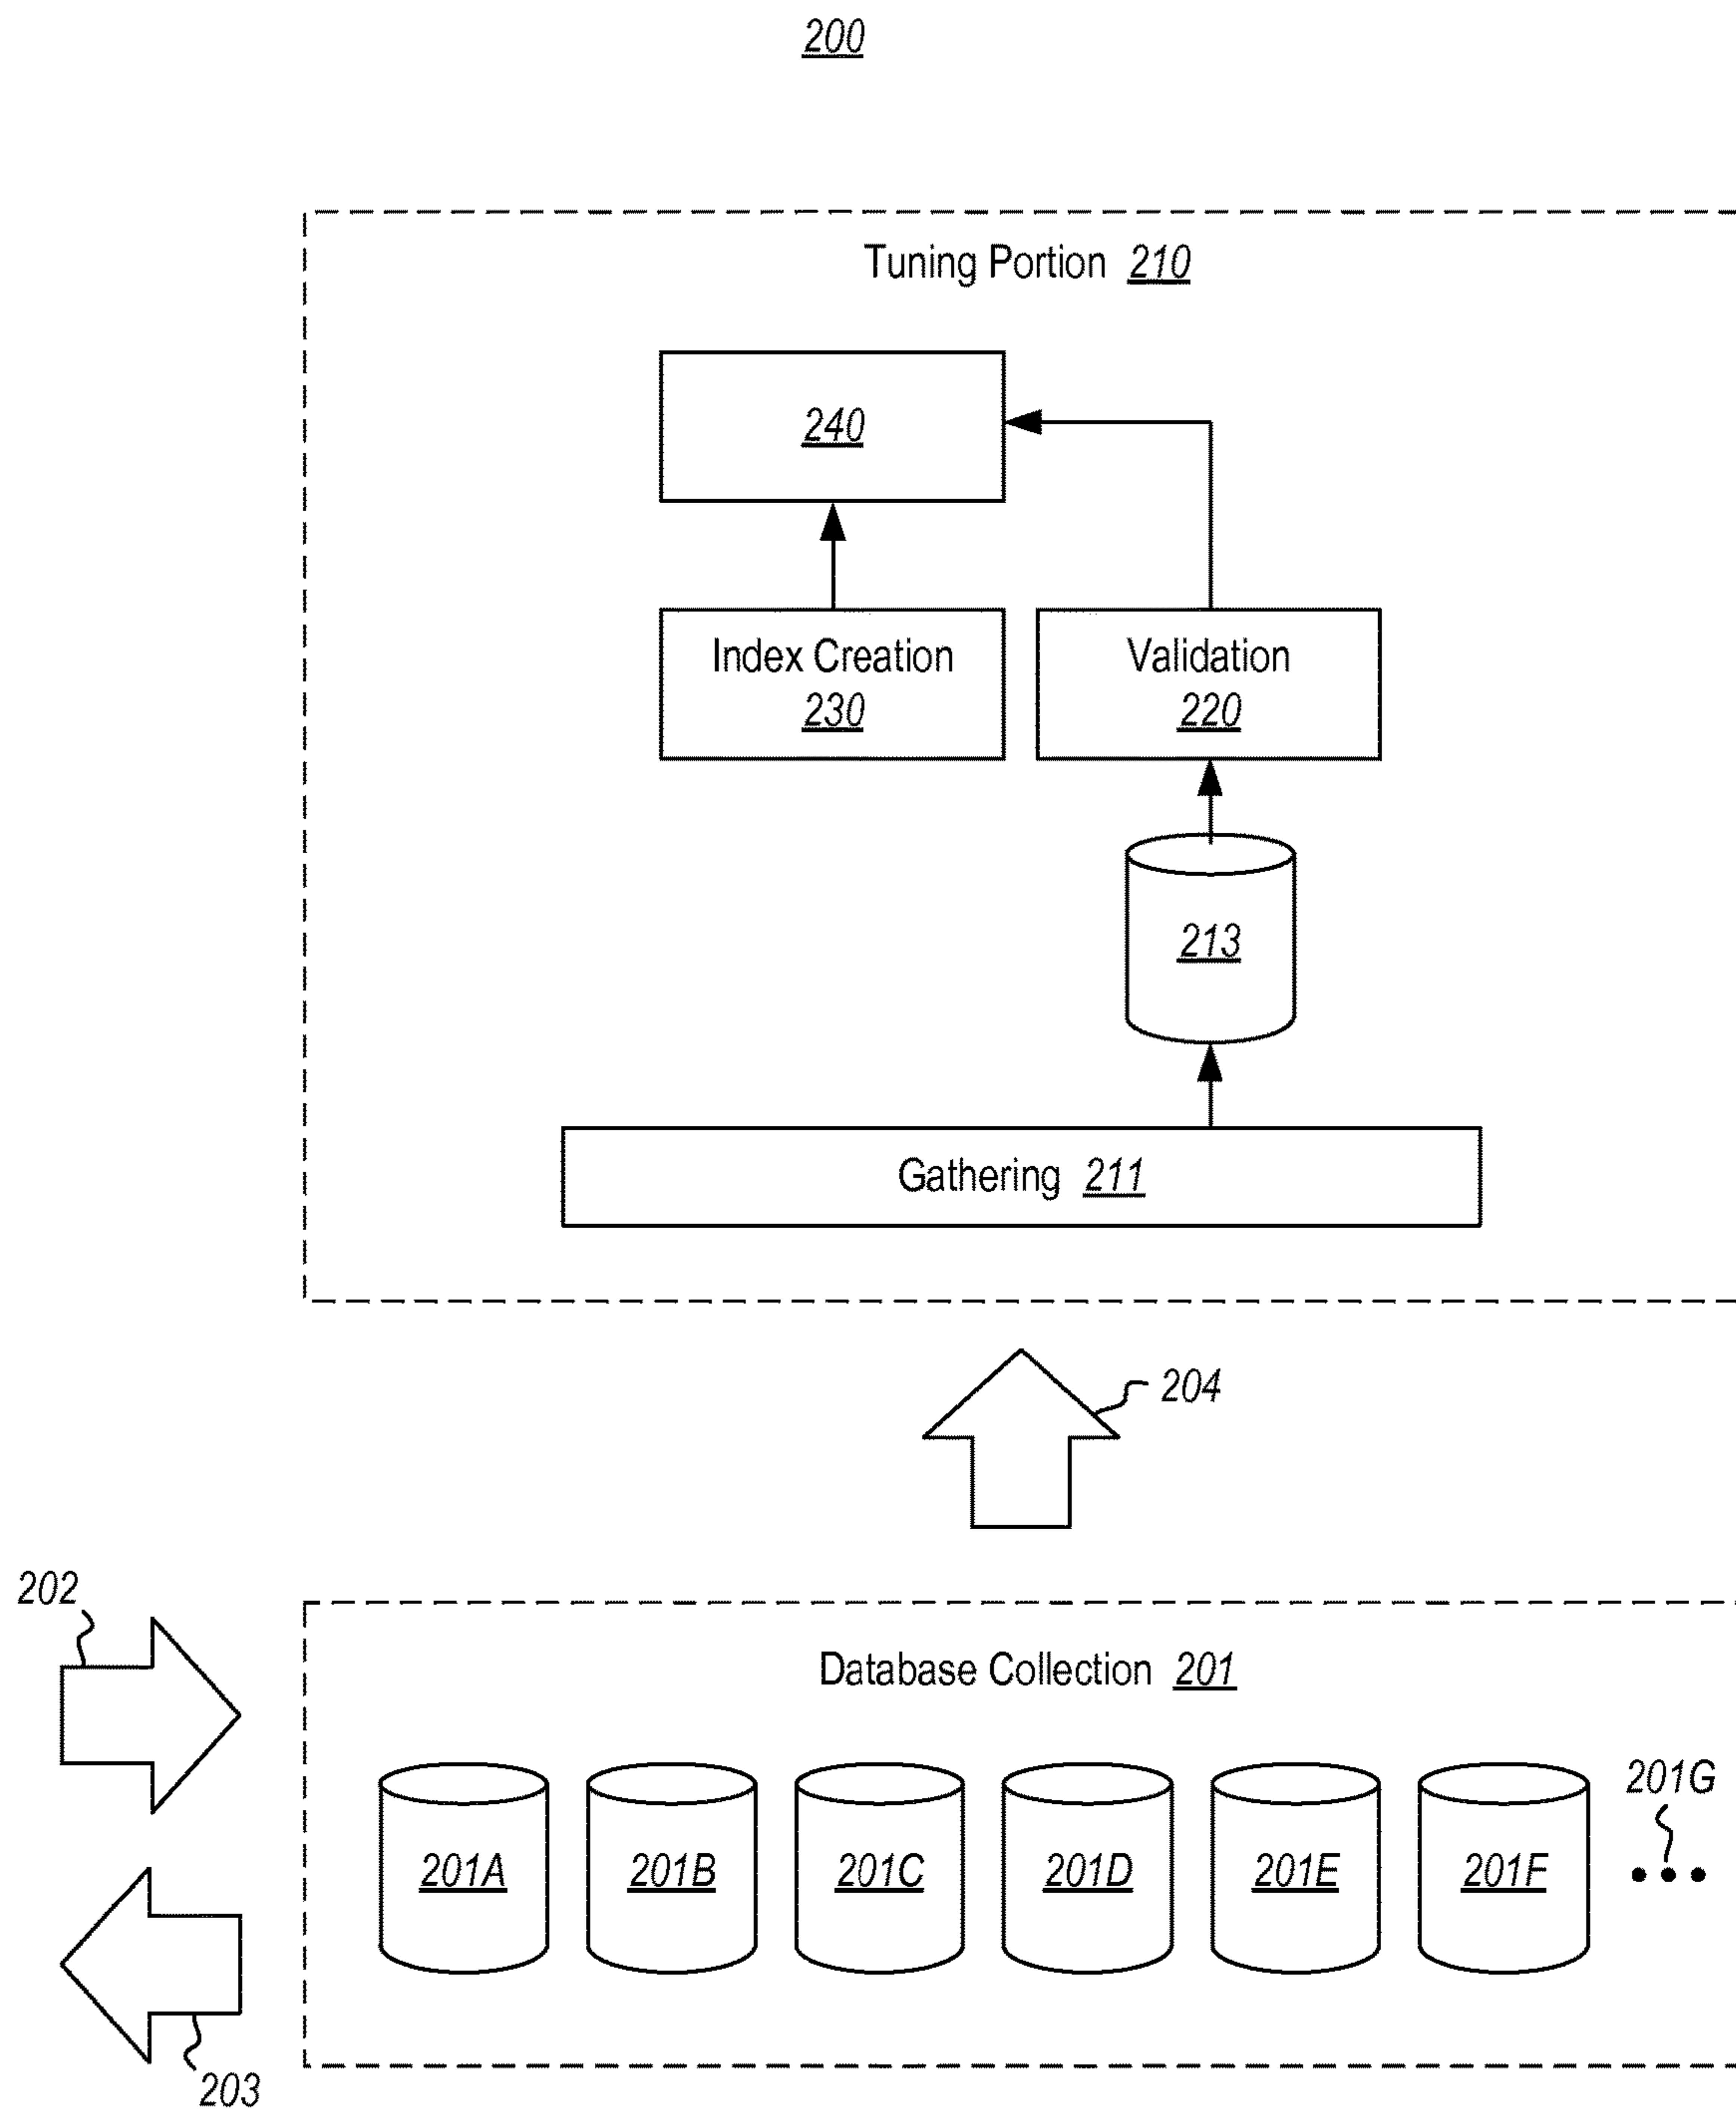 200
Tuning Portion 210
240
Index Creation
230
Validation
220
213
Gathering 211
204
202
Database Collection 201
201A
201B
201C
201D
201E
201F
201G
203